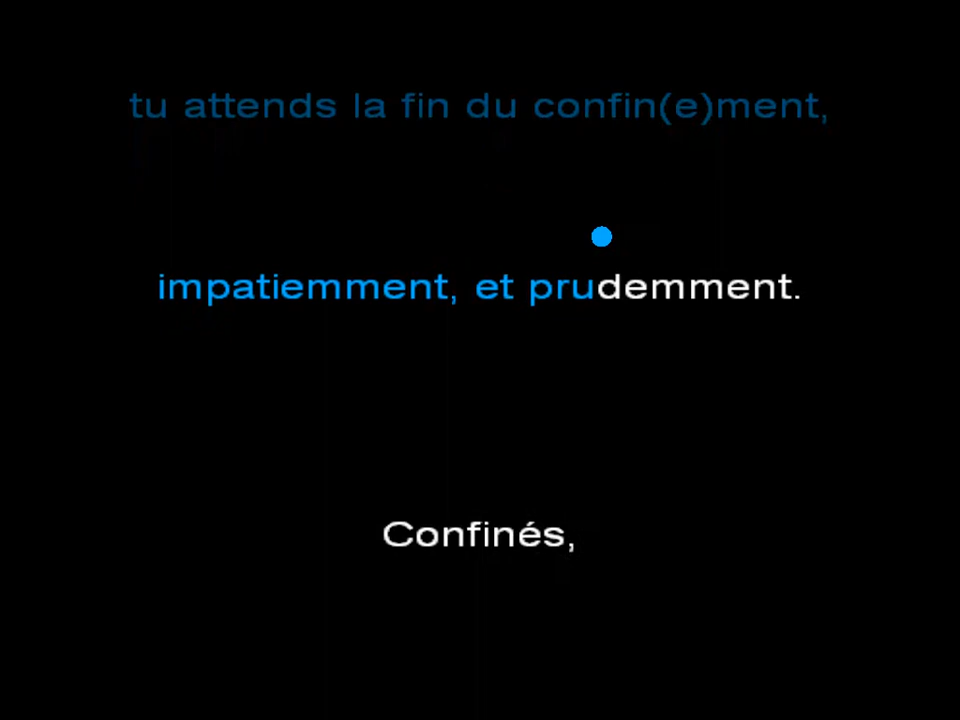 tu attends la fin du confin(e)ment,
impatiemment, et prudemment.
Confinés,